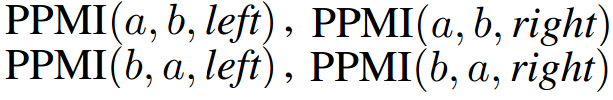 PPMI(a, b, left) , PPMI(a, b, right)
PPMI(b, a, left) , PPMI(b, a, right)